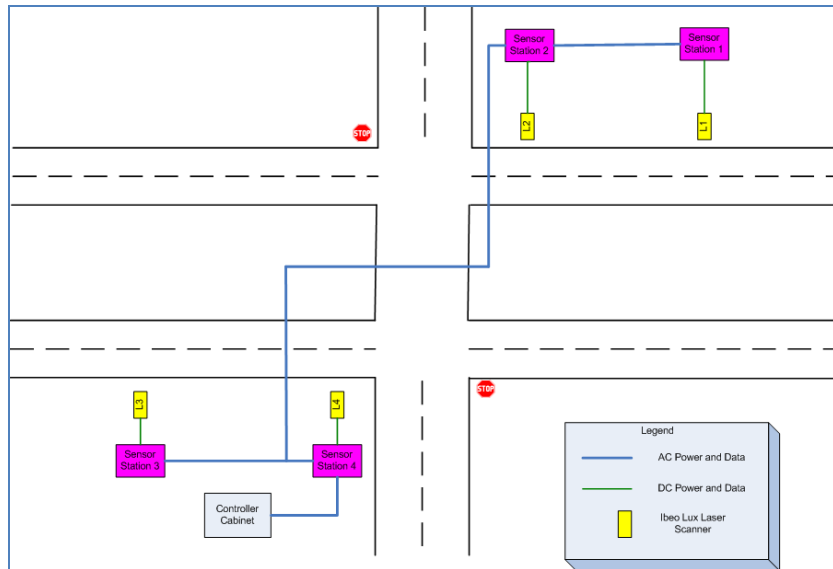 Sensor
Station 2
Sensor
Station 1
L2
L1
STOP
STOP
L3
L4
Sensor
Station 3
Sensor
Station 4
Controller
Cabinet
Legend
AC Power and Data
DC Power and Data
Ibeo Lux Laser
Scanner